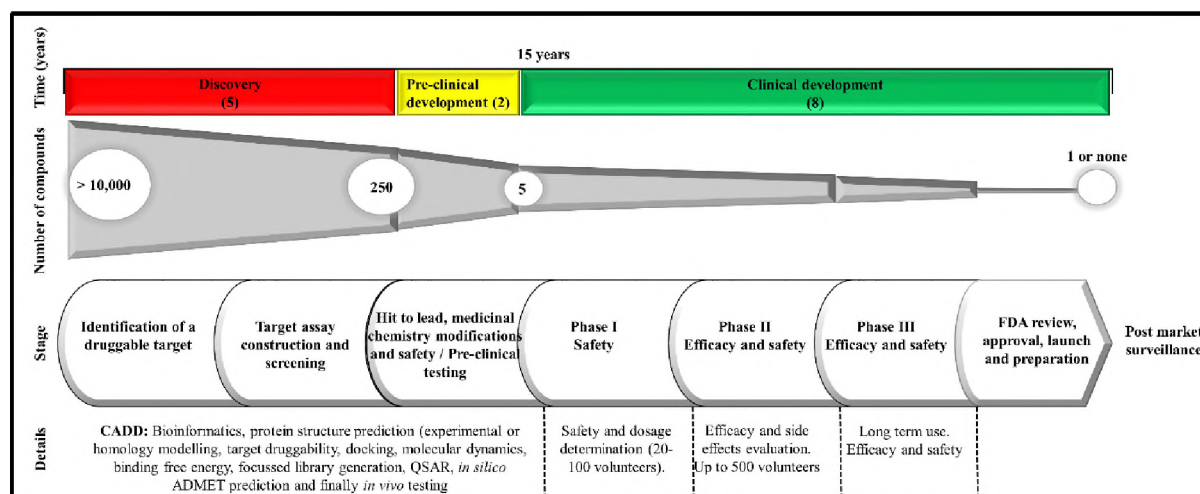 Time (years)
15 years
Discovery
(5)
Pre-clinical
development (2)
Clinical development
(8)
Number of compounds
> 10,000
250
5
1 or none
Stage
Identification of a
druggable target
Target assay
construction and
screening
Hit to lead, medicinal
chemistry modifications
and safety / Pre-clinical
testing
Phase I
Safety
Phase II
Efficacy and safety
Phase III
Efficacy and safety
FDA review,
approval, launch
and preparation
Post market
surveillance
Details
CADD: Bioinformatics, protein structure prediction (experimental or
homology modelling, target druggability, docking, molecular dynamics,
binding free energy, focussed library generation, QSAR, in silico
ADMET prediction and finally in vivo testing
Safety and dosage
determination (20-
100 volunteers).
Efficacy and side
effects evaluation.
Up to 500 volunteers
Long term use.
Efficacy and safety